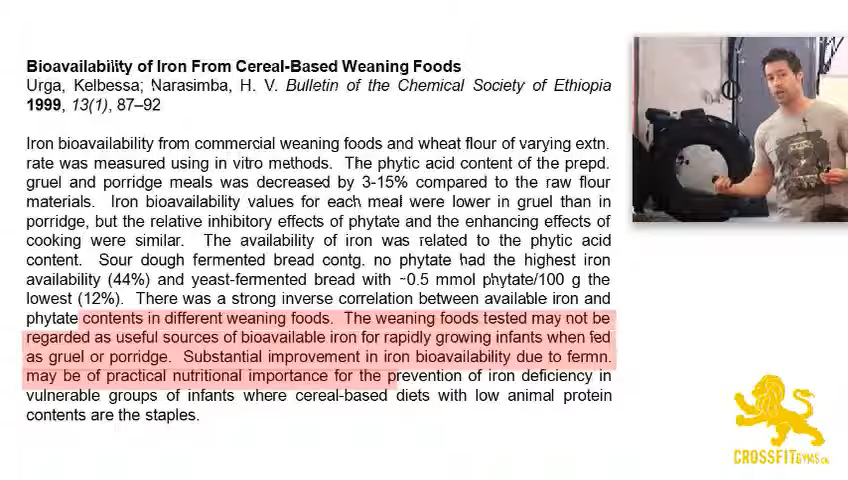 Bioavailability of Iron From Cereal-Based Weaning Foods
Urga, Kelbessa; Narasimba, H. V. Bulletin of the Chemical Society of Ethiopia
1999, 13(1), 87–92
Iron bioavailability from commercial weaning foods and wheat flour of varying extn.
rate was measured using in vitro methods. The phytic acid content of the prepd.
gruel and porridge meals was decreased by 3-15% compared to the raw flour
materials. Iron bioavailability values for each meal were lower in gruel than in
porridge, but the relative inhibitory effects of phytate and the enhancing effects of
cooking were similar. The availability of iron was related to the phytic acid
content. Sour dough fermented bread contg. no phytate had the highest iron
availability (44%) and yeast-fermented bread with ~0.5 mmol phytate/100 g the
lowest (12%). There was a strong inverse correlation between available iron and
phytate contents in different weaning foods. The weaning foods tested may not be
regarded as useful sources of bioavailable iron for rapidly growing infants when fed
as gruel or porridge. Substantial improvement in iron bioavailability due to fermn.
may be of practical nutritional importance for the prevention of iron deficiency in
vulnerable groups of infants where cereal-based diets with low animal protein
contents are the staples.
CROSSFIT